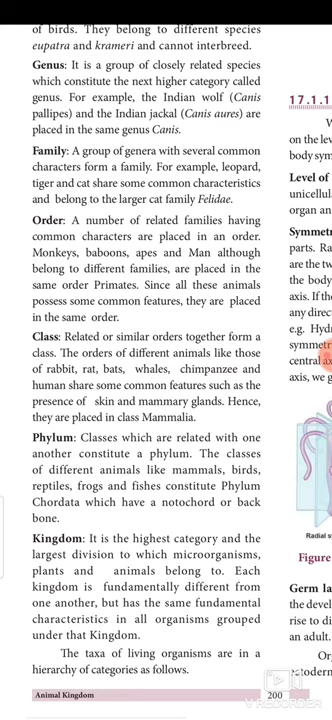 of birds. They belong to different species
eupatra and krameri and cannot interbreed.
Genus: It is a group of closely related species
which constitute the next higher category called
genus. For example, the Indian wolf (Canis
pallipes) and the Indian jackal (Canis aures) are
placed in the same genus Canis.
Family: A group of genera with several common
characters form a family. For example, leopard,
tiger and cat share some common characteristics
and belong to the larger cat family Felidae.
Order: A number of related families having
common characters are placed in an order.
Monkeys, baboons, apes and Man although
belong to different families, are placed in the
same order Primates. Since all these animals
possess some common features, they are placed
in the same order.
Class: Related or similar orders together form a
class. The orders of different animals like those
of rabbit, rat, bats, whales, chimpanzee and
human share some common features such as the
presence of skin and mammary glands. Hence,
they are placed in class Mammalia.
Phylum: Classes which are related with one
another constitute a phylum. The classes
of different animals like mammals, birds,
reptiles, frogs and fishes constitute Phylum
Chordata which have a notochord or back
bone.
Kingdom: It is the highest category and the
largest division to which microorganisms,
plants and animals belong to. Each
kingdom is fundamentally different from
one another, but has the same fundamental
characteristics in all organisms grouped
under that Kingdom.
The taxa of living organisms are in a
hierarchy of categories as follows.
Animal Kingdom
200
17.1.1
W
on the lev
body sym
Level of
unicellul
organ an
Symmetr
parts. Ra
are the tw
the body
axis. If the
any direct
e.g. Hydr
symmetri
central ax
axis, we g
Radial sy
Figure
Germ la
the devel
rise to di
an adult.
Or
ectoderm
V RECORDER